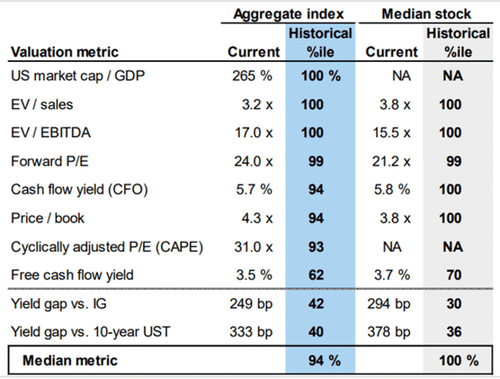 Aggregate index Median stock
Historical Historical
Valuation metric Current %ile Current %ile
US market cap / GDP 265 % 100 % NA NA
EV / sales 3.2 x 100 3.8 x 100
EV / EBITDA 17.0 x 100 15.5 x 100
Forward P/E 24.0 x 99 21.2 x 99
Cash flow yield (CFO) 5.7 % 94 5.8 % 100
Price / book 4.3 x 94 3.8 x 100
Cyclically adjusted P/E (CAPE) 31.0 x 93 NA NA
Free cash flow yield 3.5 % 62 3.7 % 70
Yield gap vs. IG 249 bp 42 294 bp 30
Yield gap vs. 10-year UST 333 bp 40 378 bp 36
Median metric 94 % 100 %